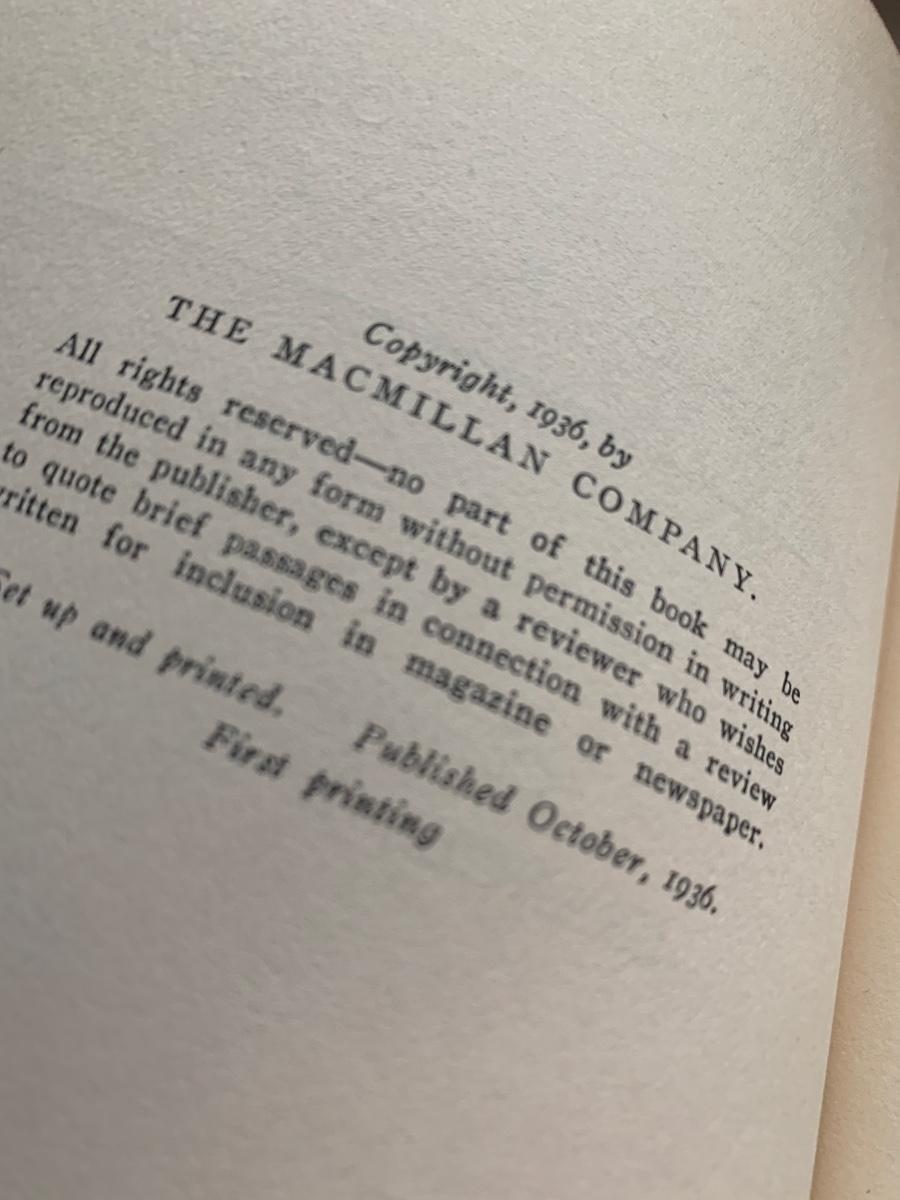 Copyright, 1936, by
THE MACMILLAN COMPANY.
All rights reserved—no part of this book may be
reproduced in any form without permission in writing
from the publisher, except by a reviewer who wishes
to quote brief passages in connection with a review
written for inclusion in magazine or newspaper.
Set up and printed. Published October, 1936.
First printing